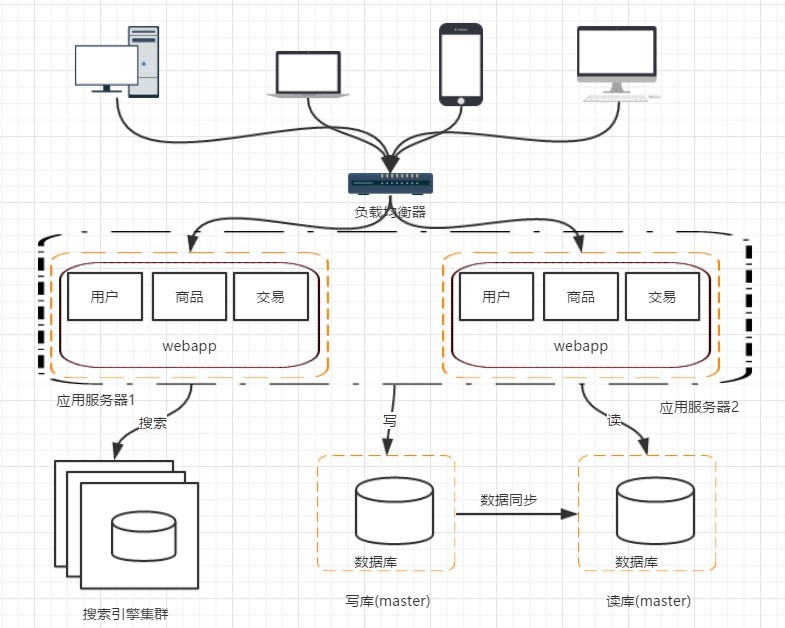 负载均衡器
用户
商品
交易
webapp
用户
商品
交易
webapp
应用服务器1
应用服务器2
搜索
写
读
数据同步
数据库
数据库
搜索引擎集群
写库(master)
读库(master)